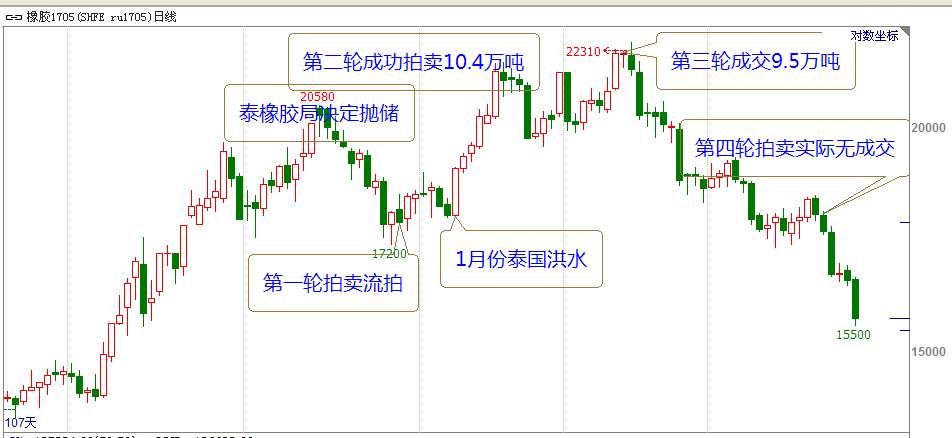 橡胶1705(SHFE ru1705)日线
对数坐标
第二轮成功拍卖10.4万吨
22310
第三轮成交9.5万吨
20580
泰橡胶局决定抛储
20000
第四轮拍卖实际无成交
17200
第一轮拍卖流拍
1月份泰国洪水
15500
15000
107天